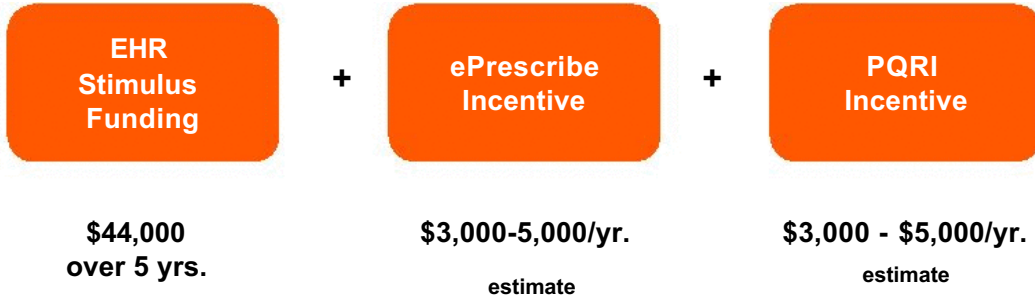 EHR
Stimulus
Funding
+
ePrescribe
Incentive
+
PQRI
Incentive
$44,000
over 5 yrs.
$3,000-5,000/yr.
estimate
$3,000 - $5,000/yr.
estimate